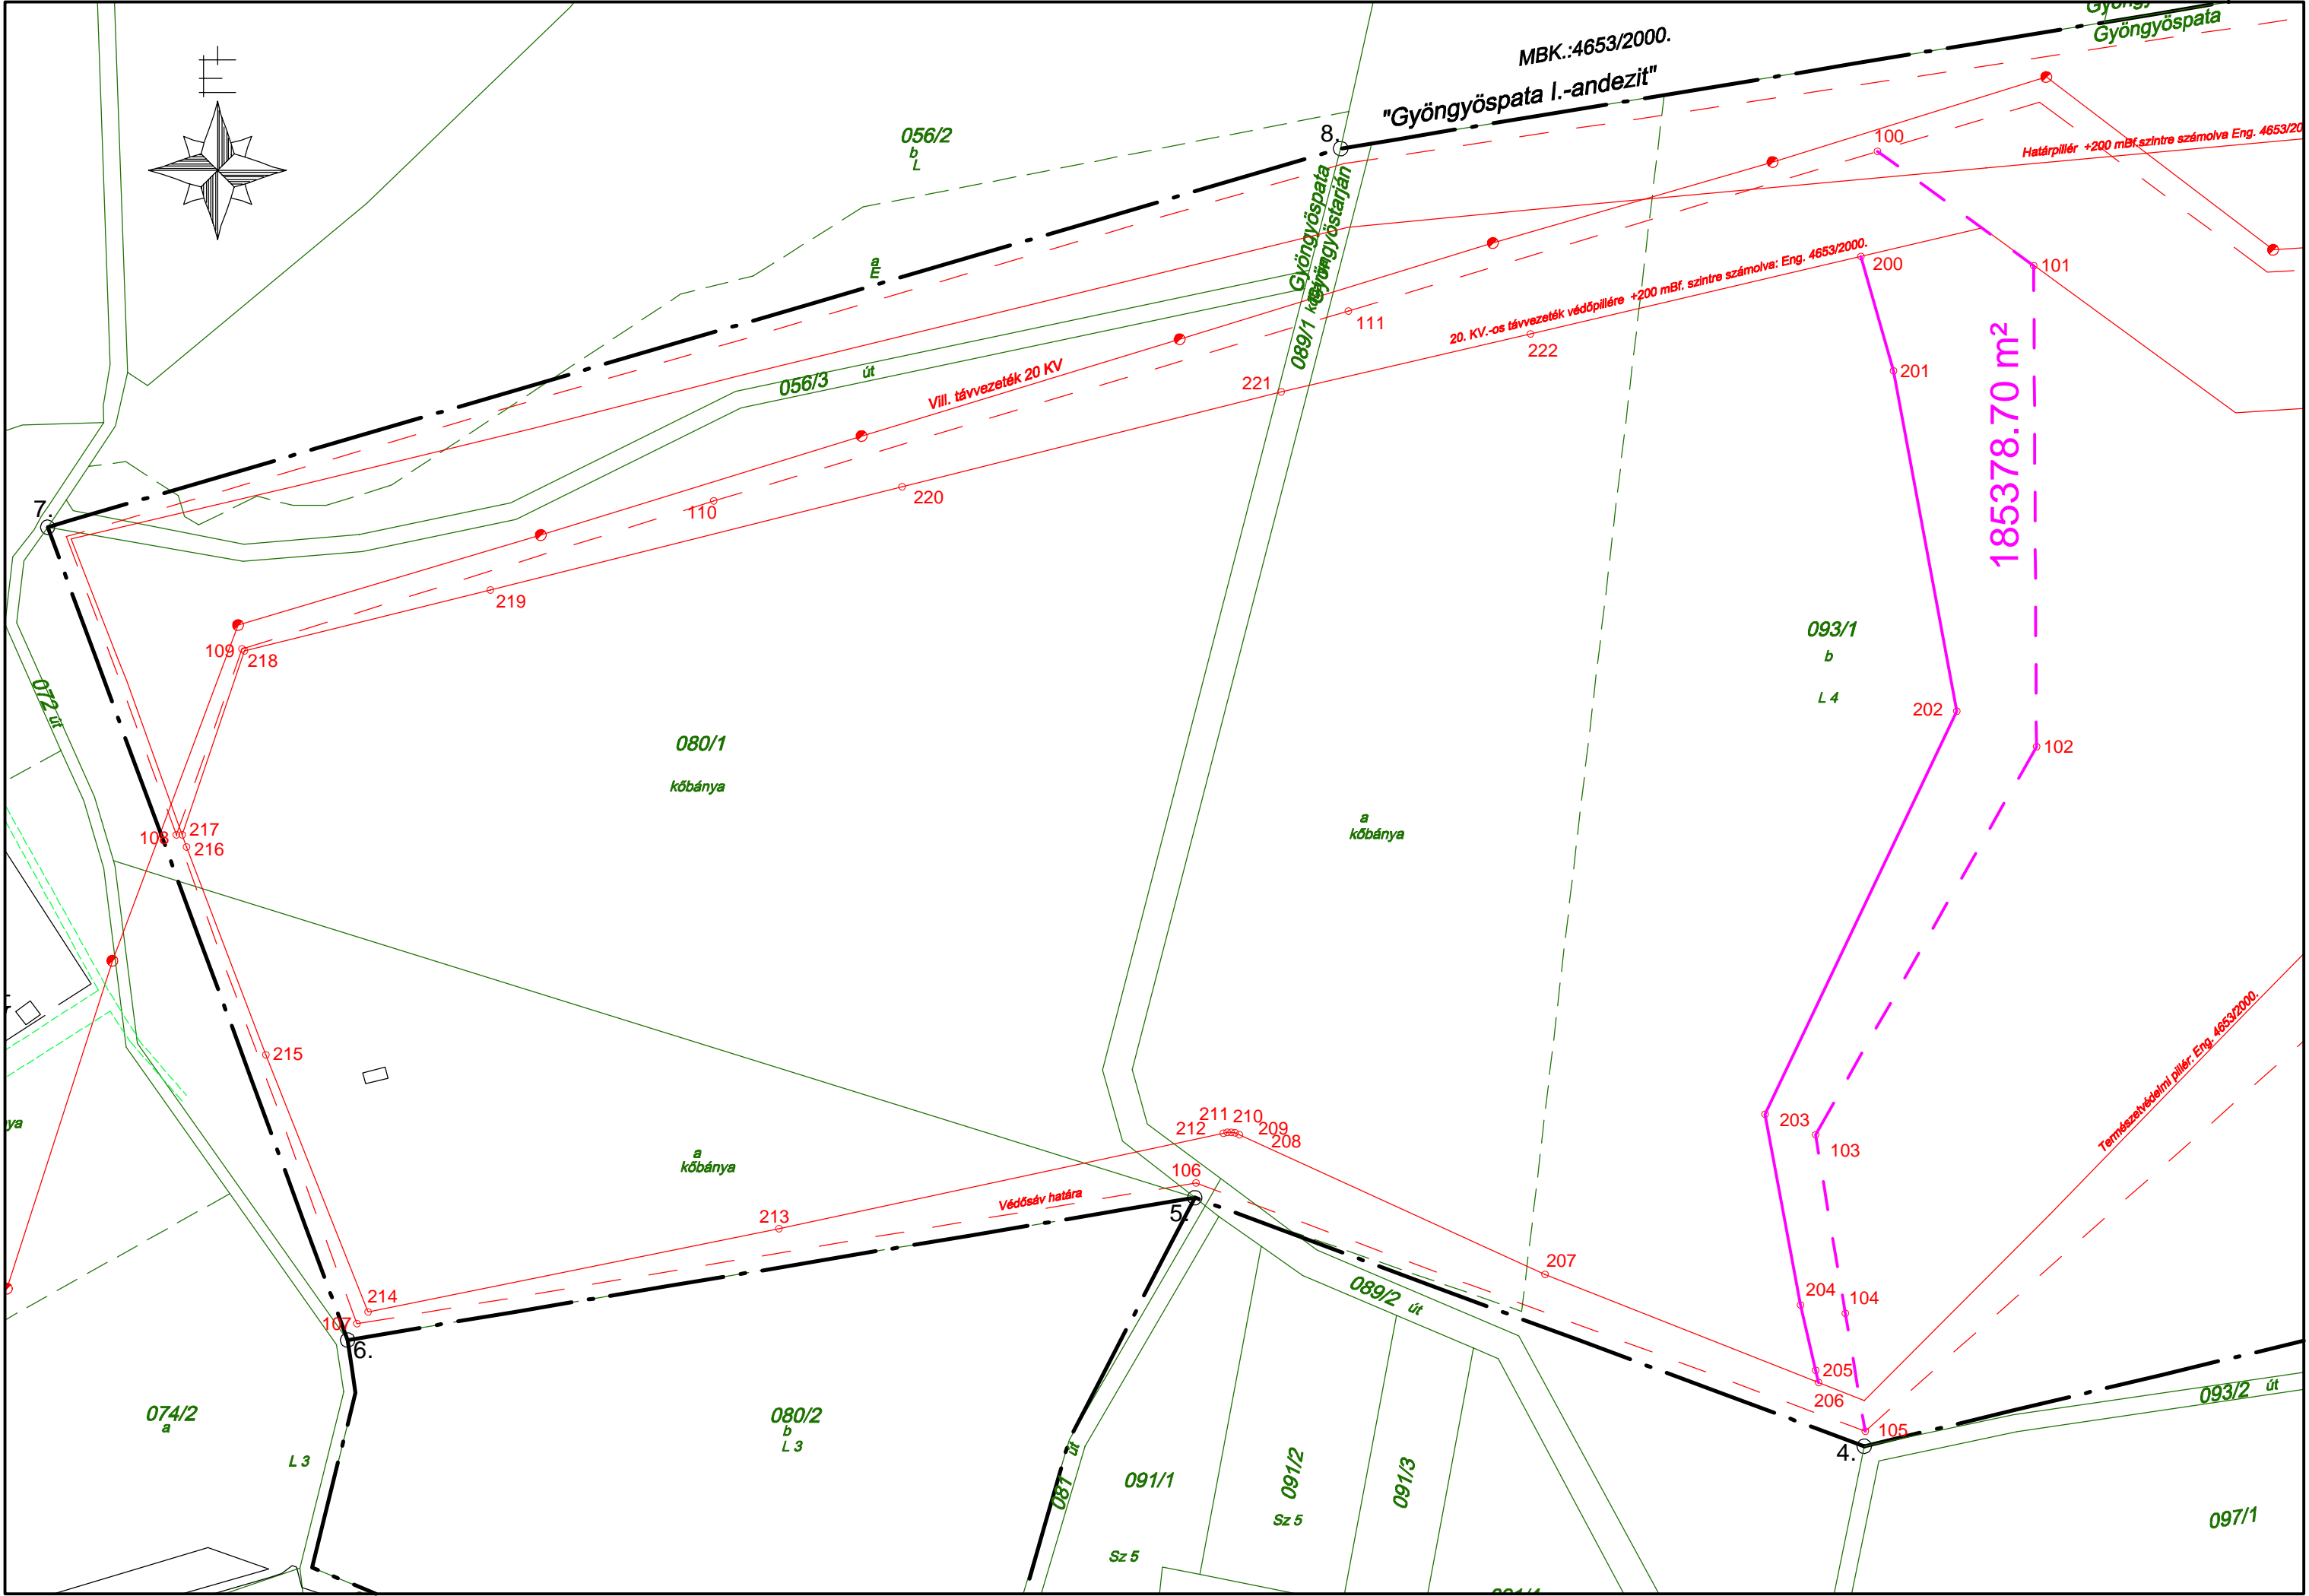 Gyöngyöspata
MBK.:4653/2000.
"Gyöngyöspata I.-andezit"
É
056/2
b
L
8.
100
Határpillér +200 mBf.szintre számolva Eng. 4653/20
Gyöngyöspata
Gyöngyöstarján
a
E
200
101
20. KV.-os távvezeték védőpillére +200 mBf. szintre számolva: Eng. 4653/2000.
111
222
089/1
221
056/3 út
Vill. távvezeték 20 KV
201
185378.70 m²
7.
110
220
219
109
218
093/1
b
L 4
072 út
202
080/1
kőbánya
102
108
217
216
a
kőbánya
215
Természetvédelmi pillér: Eng. 4653/2000.
ya
211
210
212
209
208
203
103
a
kőbánya
106
Védősáv határa
5.
213
207
214
089/2 út
204
104
107
6.
205
206
093/2 út
105
4.
074/2
a
080/2
b
L 3
L 3
081 út
091/1
091/2
091/3
Sz 5
Sz 5
097/1